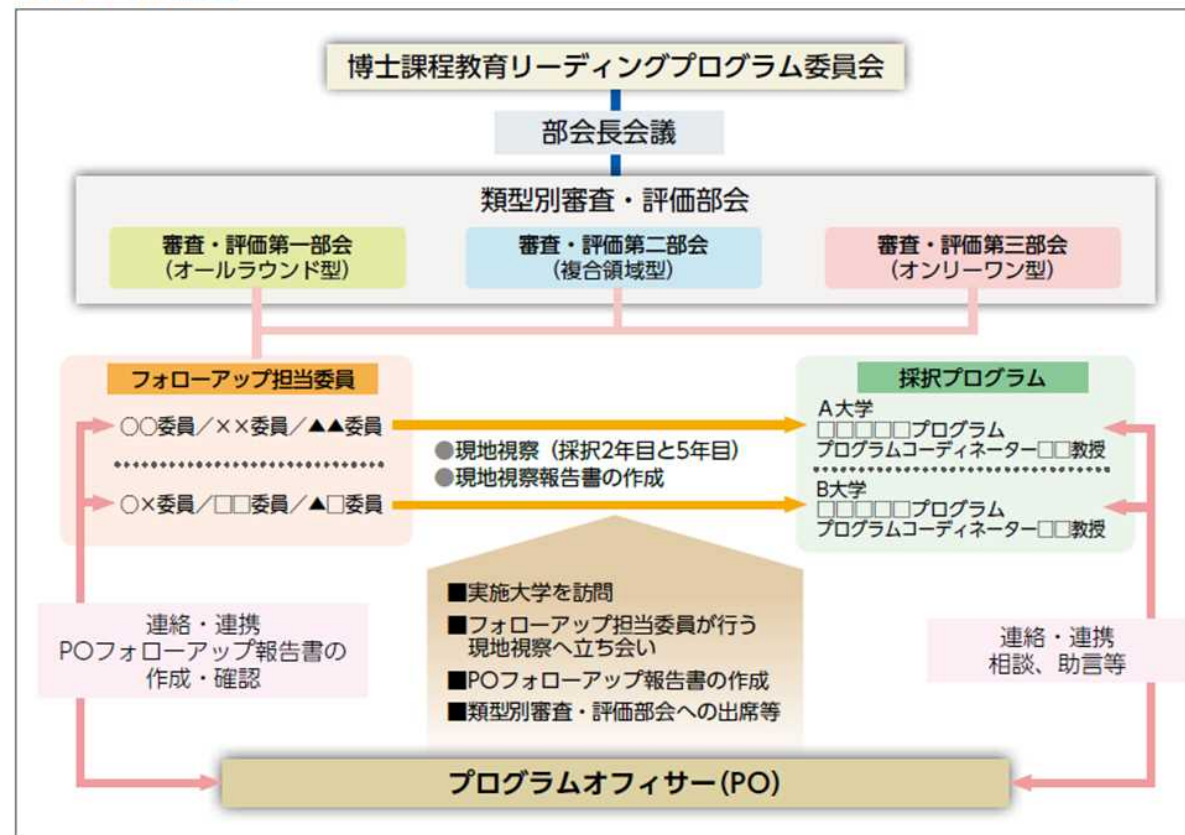 博士課程教育リーディングプログラム委員会
部会長会議
類型別審査・評価部会
審査・評価第一部会
（オールラウンド型）
審査・評価第二部会
（複合領域型）
審査・評価第三部会
（オンリーワン型）
フォローアップ担当委員
○○委員／××委員／▲▲委員
○×委員／□□委員／▲□委員
●現地視察（採択2年目と5年目）
●現地視察報告書の作成
採択プログラム
A大学
□□□□□プログラム
プログラムコーディネーター□□教授
B大学
□□□□□プログラム
プログラムコーディネーター□□教授
連絡・連携
POフォローアップ報告書の
作成・確認
■実施大学を訪問
■フォローアップ担当委員が行う
現地視察へ立ち会い
■POフォローアップ報告書の作成
■類型別審査・評価部会への出席等
連絡・連携
相談、助言等
プログラムオフィサー(PO)